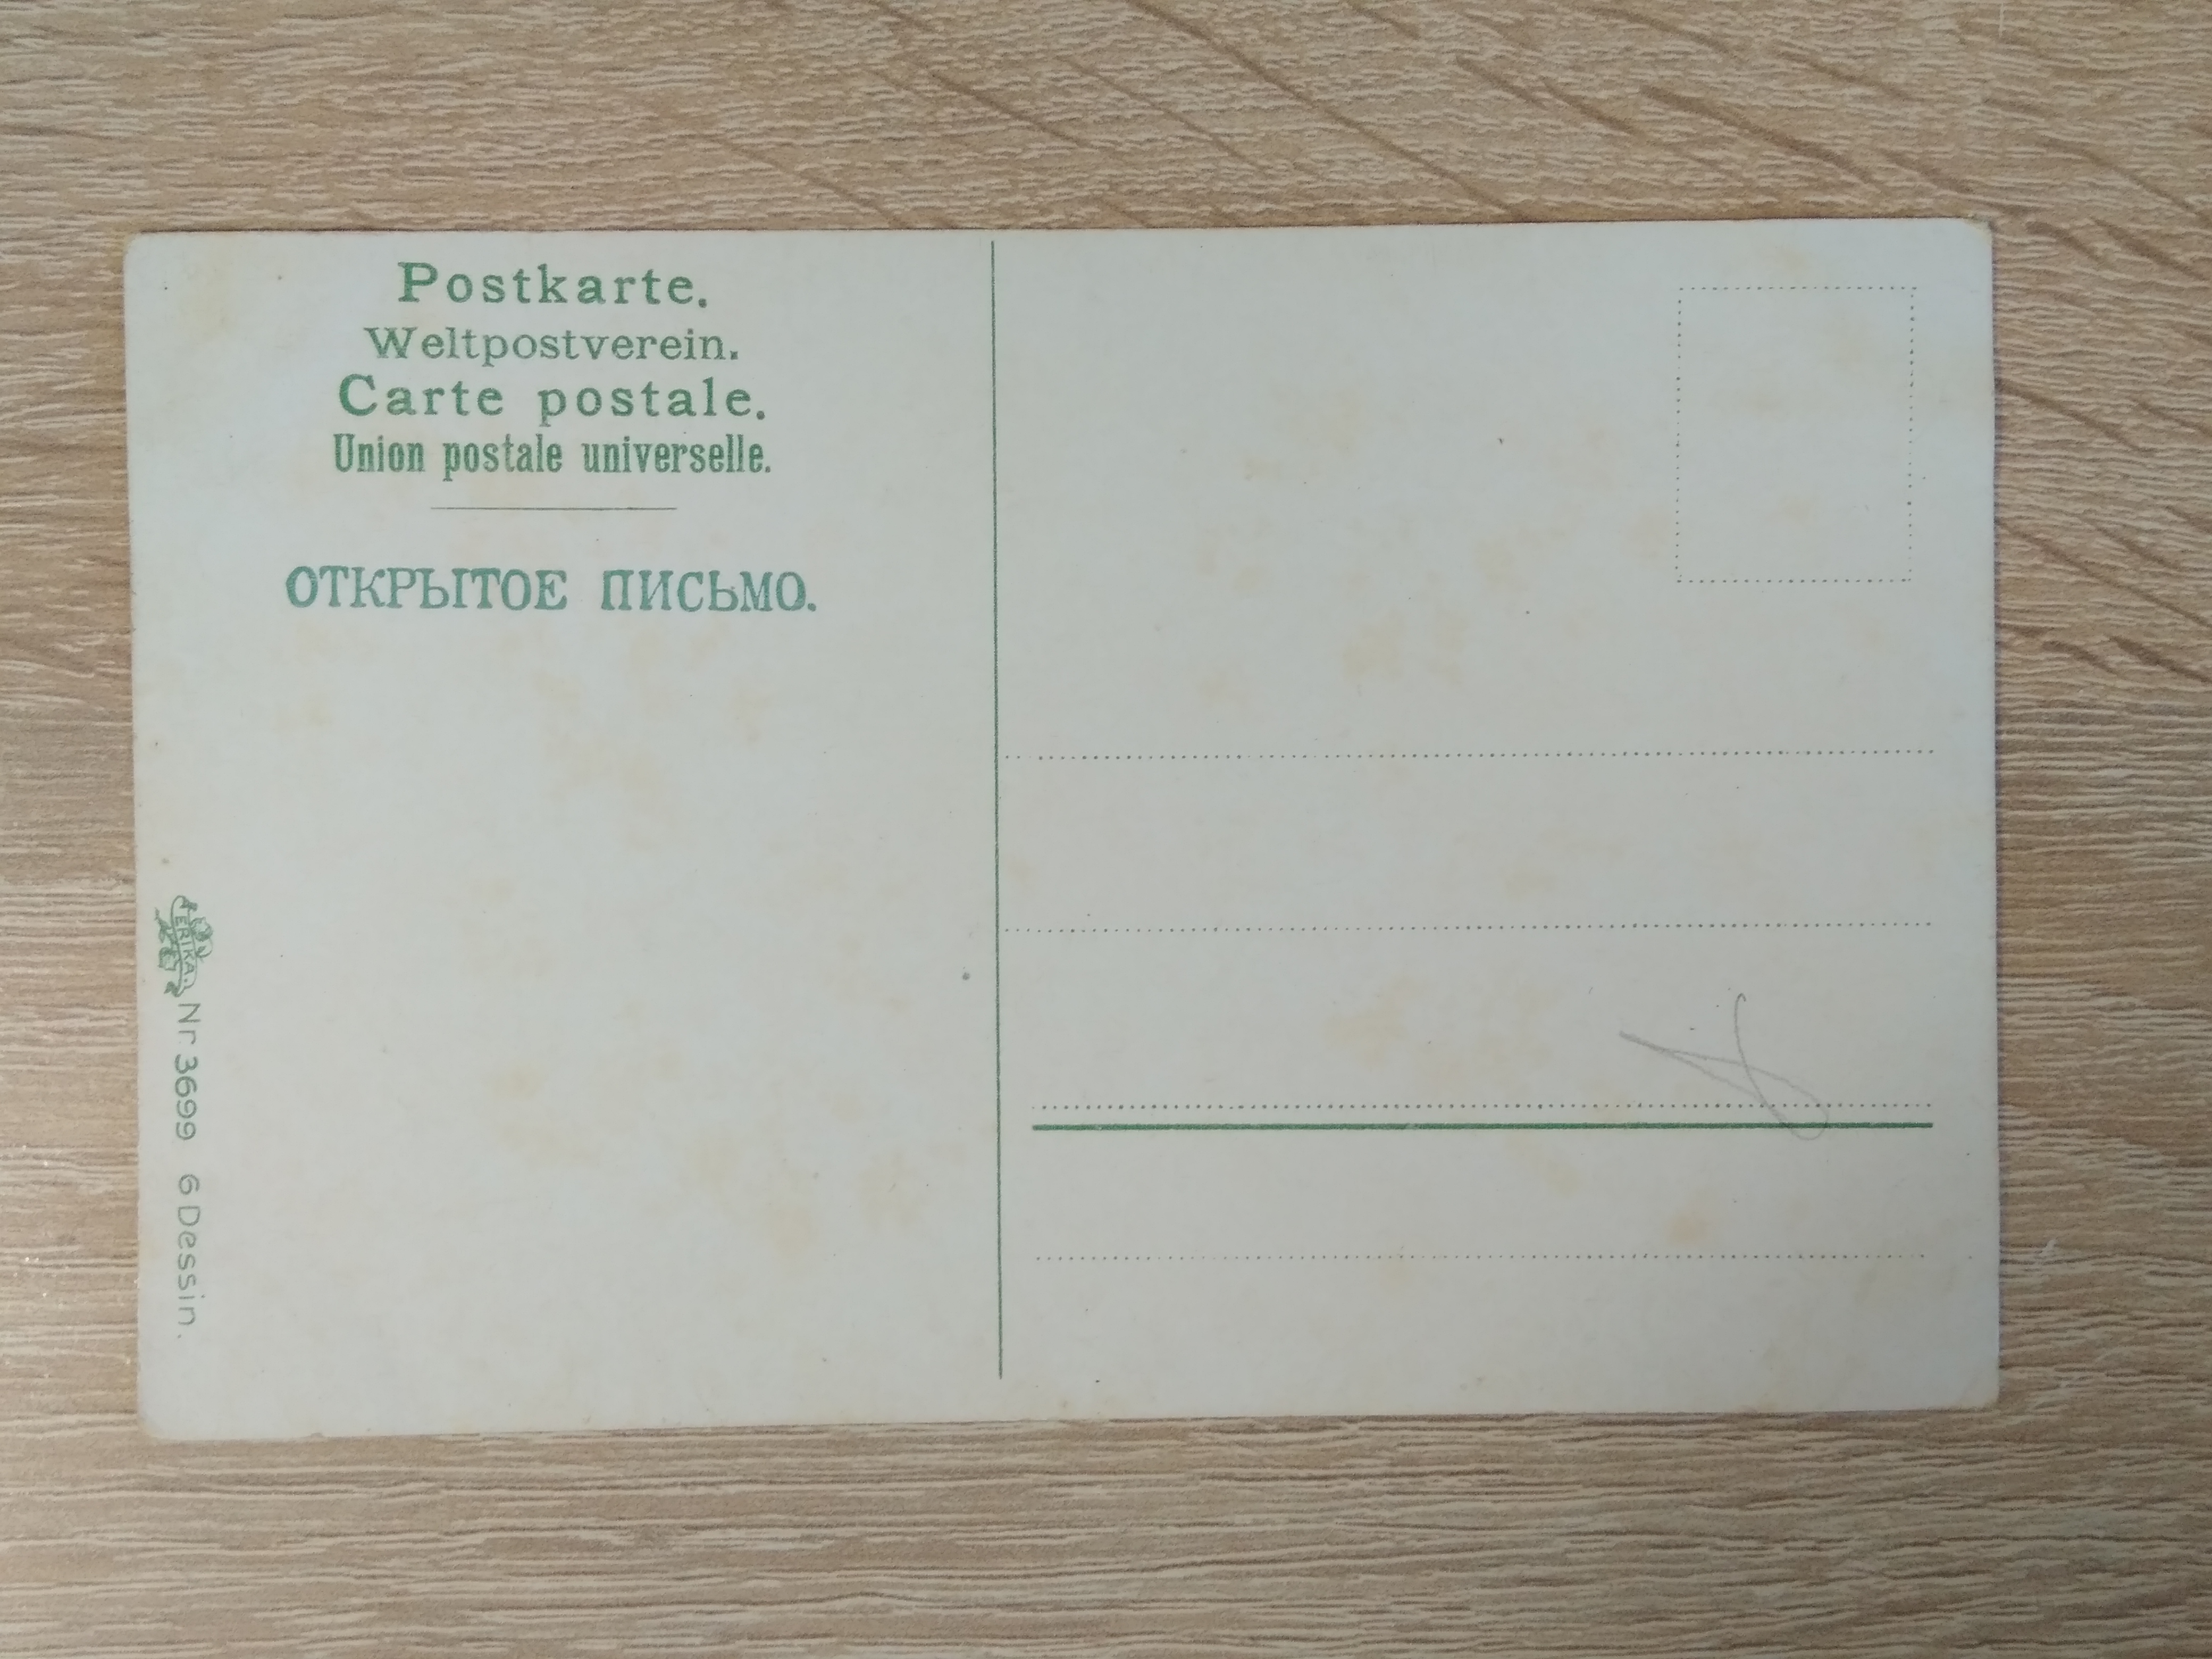 Postkarte.
Weltpostverein.
Carte postale.
Union postale universelle.
ОТКРЫТОЕ ПИСЬМО.
ERIKA.
Nr 3699 6 Dessin.